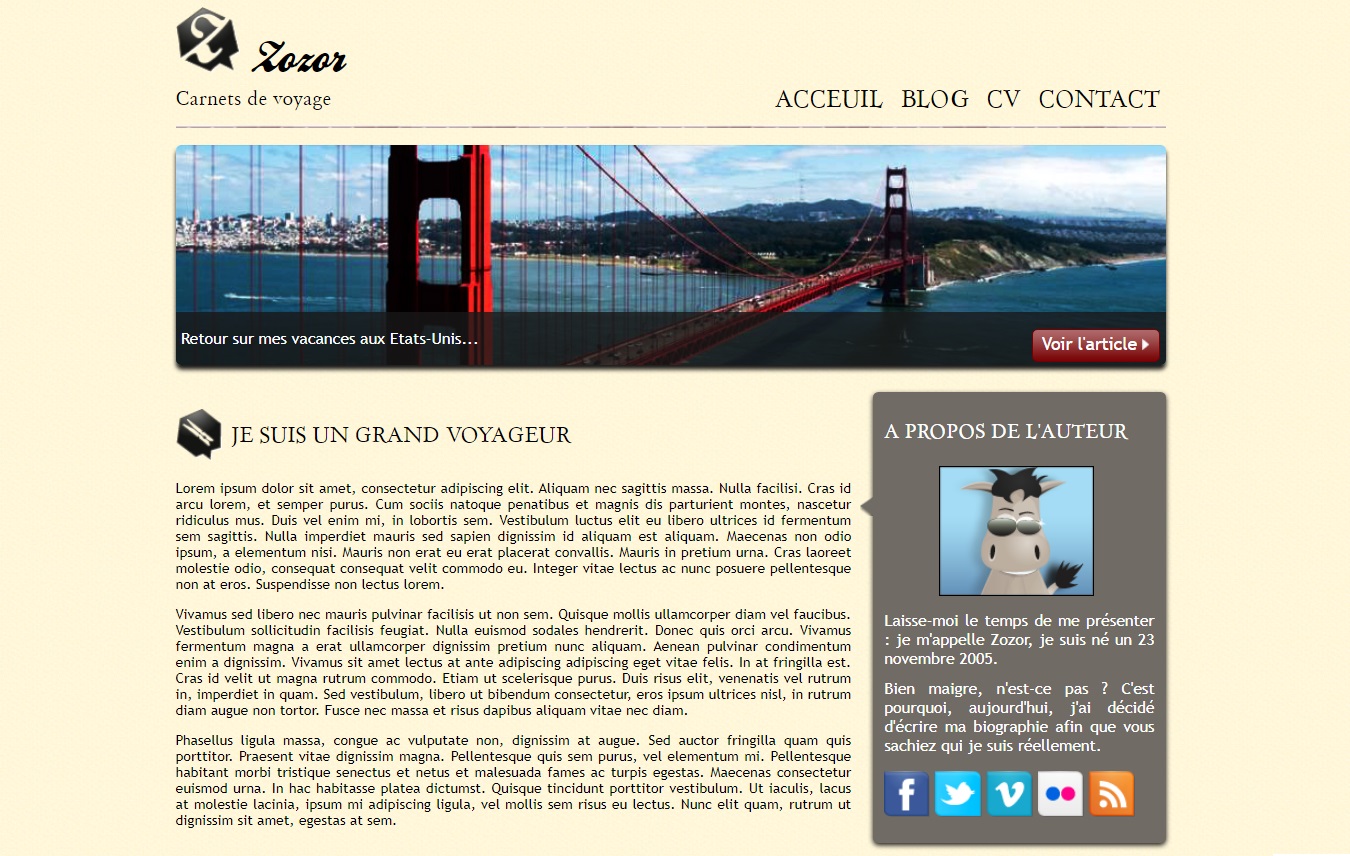 Zozor
Carnets de voyage
ACCEUIL BLOG CV CONTACT
Retour sur mes vacances aux Etats-Unis...
Voir l'article
JE SUIS UN GRAND VOYAGEUR
Lorem ipsum dolor sit amet, consectetur adipiscing elit. Aliquam nec sagittis massa. Nulla facilisi. Cras id
arcu lorem, et semper purus. Cum sociis natoque penatibus et magnis dis parturient montes, nascetur
ridiculus mus. Duis vel enim mi, in lobortis sem. Vestibulum luctus elit eu libero ultrices id fermentum
sem sagittis. Nulla imperdiet mauris sed sapien dignissim id aliquam est aliquam. Maecenas non odio
ipsum, a elementum nisi. Mauris non erat eu erat placerat convallis. Mauris in pretium urna. Cras laoreet
molestie odio, consequat consequat velit commodo eu. Integer vitae lectus ac nunc posuere pellentesque
non at eros. Suspendisse non lectus lorem.
Vivamus sed libero nec mauris pulvinar facilisis ut non sem. Quisque mollis ullamcorper diam vel faucibus.
Vestibulum sollicitudin facilisis feugiat. Nulla euismod sodales hendrerit. Donec quis orci arcu. Vivamus
fermentum magna a erat ullamcorper dignissim pretium nunc aliquam. Aenean pulvinar condimentum
enim a dignissim. Vivamus sit amet lectus at ante adipiscing adipiscing eget vitae felis. In at fringilla est.
Cras id velit ut magna rutrum commodo. Etiam ut scelerisque purus. Duis risus elit, venenatis vel rutrum
in, imperdiet in quam. Sed vestibulum, libero ut bibendum consectetur, eros ipsum ultrices nisl, in rutrum
diam augue non tortor. Fusce nec massa et risus dapibus aliquam vitae nec diam.
Phasellus ligula massa, congue ac vulputate non, dignissim at augue. Sed auctor fringilla quam quis
porttitor. Praesent vitae dignissim magna. Pellentesque quis sem purus, vel elementum mi. Pellentesque
habitant morbi tristique senectus et netus et malesuada fames ac turpis egestas. Maecenas consectetur
euismod urna. In hac habitasse platea dictumst. Quisque tincidunt porttitor vestibulum. Ut iaculis, lacus
at molestie lacinia, ipsum mi adipiscing ligula, vel mollis sem risus eu lectus. Nunc elit quam, rutrum ut
dignissim sit amet, egestas at sem.
A PROPOS DE L'AUTEUR
Laisse-moi le temps de me présenter
: je m'appelle Zozor, je suis né un 23
novembre 2005.
Bien maigre, n'est-ce pas ? C'est
pourquoi, aujourd'hui, j'ai décidé
d'écrire ma biographie afin que vous
sachiez qui je suis réellement.